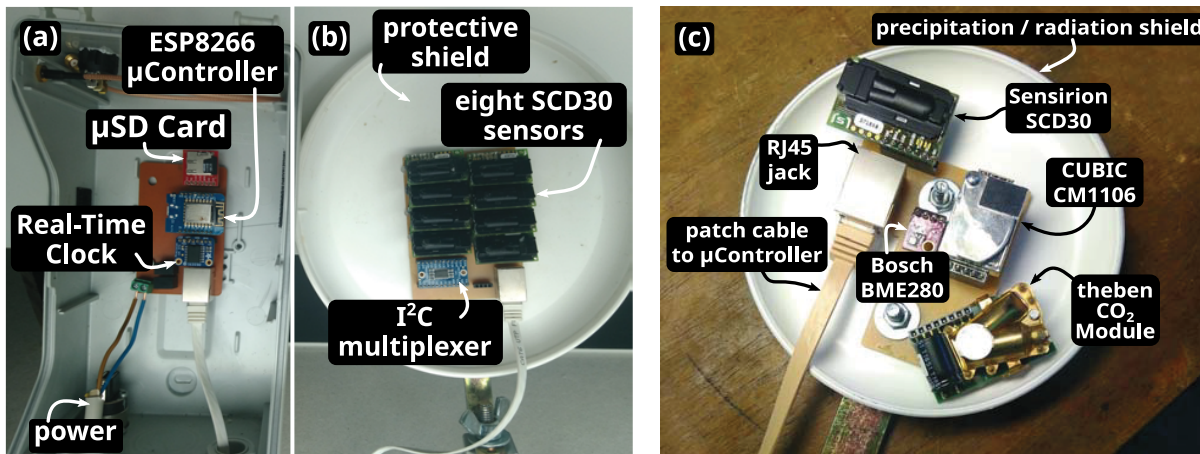 (a)
ESP8266
µController
µSD Card
Real-Time
Clock
power
(b)
protective
shield
eight SCD30
sensors
I²C
multiplexer
(c)
precipitation / radiation shield
Sensirion
SCD30
RJ45
jack
CUBIC
CM1106
patch cable
to µController
Bosch
BME280
theben
CO₂
Module